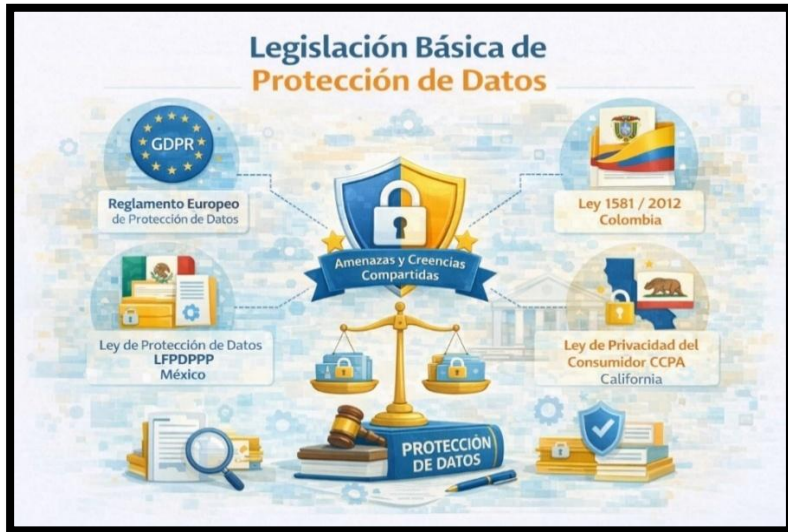 Legislación Básica de
Protección de Datos
GDPR
Reglamento Europeo
de Protección de Datos
Ley 1581 / 2012
Colombia
Amenazas y Creencias
Compartidas
Ley de Protección de Datos
LFPDPPP
México
Ley de Privacidad del
Consumidor CCPA
California
PROTECCIÓN
DE DATOS